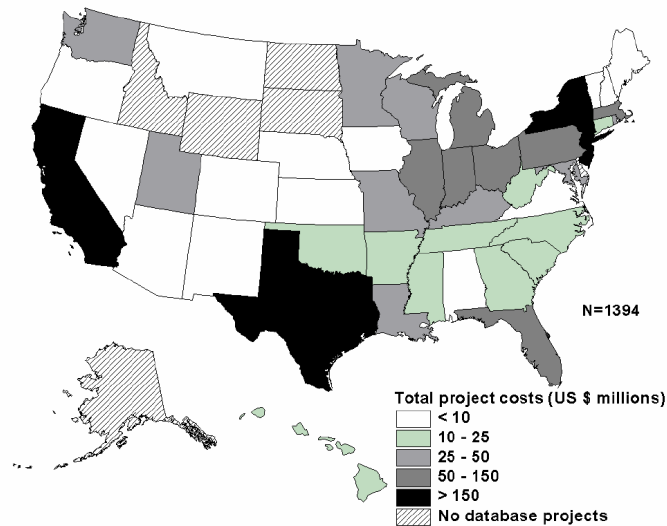 N=1394
Total project costs (US $ millions)
< 10
10 - 25
25 - 50
50 - 150
> 150
No database projects